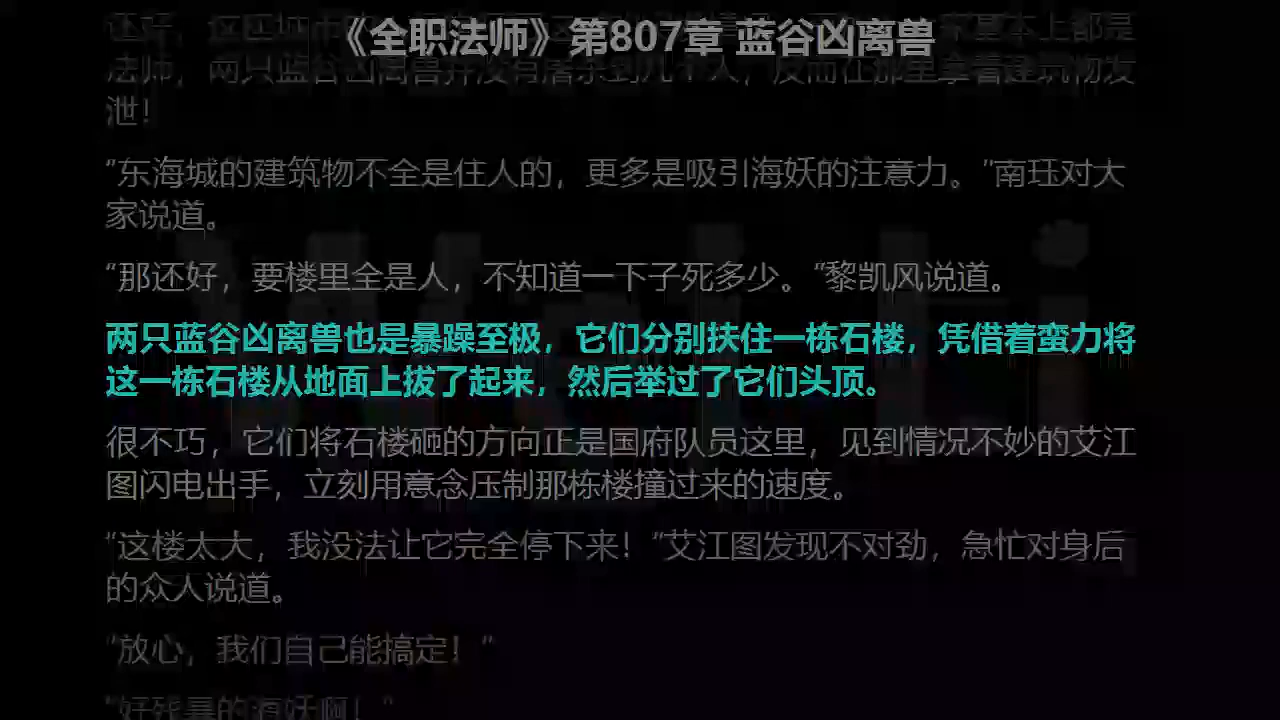 《全职法师》第807章 蓝谷凶离兽
法师，两只蓝谷凶离兽并没有屠杀到几个人，反而在那里拿着建筑物发
泄！
“东海城的建筑物不全是住人的，更多是吸引海妖的注意力。”南珏对大
家说道。
“那还好，要楼里全是人，不知道一下子死多少。”黎凯风说道。
两只蓝谷凶离兽也是暴躁至极，它们分别扶住一栋石楼，凭借着蛮力将
这一栋石楼从地面上拔了起来，然后举过了它们头顶。
很不巧，它们将石楼砸的方向正是国府队员这里，见到情况不妙的艾江
图闪电出手，立刻用意念压制那栋楼撞过来的速度。
“这楼太大，我没法让它完全停下来！”艾江图发现不对劲，急忙对身后
的众人说道。
“放心，我们自己能搞定！”
“好残暴的海妖啊！”